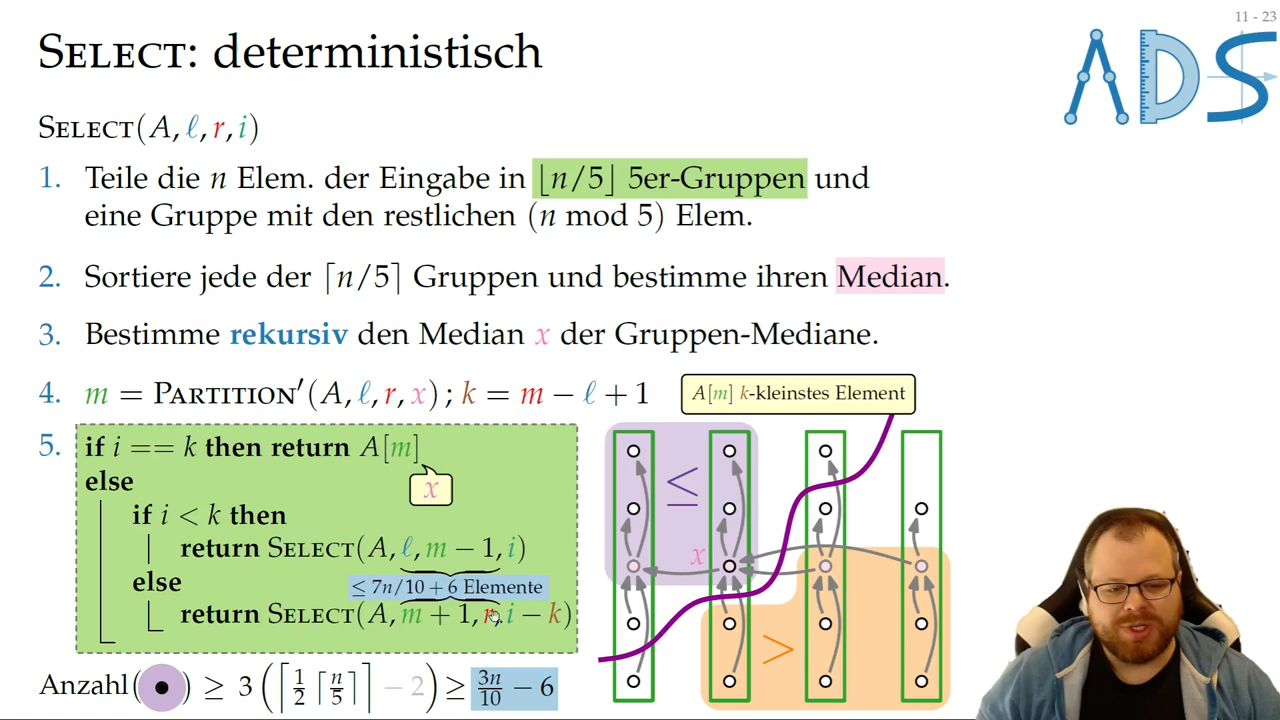 11 - 23
SELECT: deterministisch
ADS
SELECT(A, ℓ, r, i)
1. Teile die n Elem. der Eingabe in ⌊n/5⌋ 5er-Gruppen und
eine Gruppe mit den restlichen (n mod 5) Elem.
2. Sortiere jede der ⌈n/5⌉ Gruppen und bestimme ihren Median.
3. Bestimme rekursiv den Median x der Gruppen-Mediane.
4. m = PARTITION′(A, ℓ, r, x) ; k = m − ℓ + 1
A[m] k-kleinstes Element
5. if i == k then return A[m]
x
else
if i < k then
return SELECT(A, ℓ, m − 1, i)
else
≤ 7n/10 + 6 Elemente
return SELECT(A, m + 1, r, i − k)
≤
x
>
Anzahl(●) ≥ 3(⌈1/2 ⌈n/5⌉⌉ − 2) ≥ 3n/10 − 6